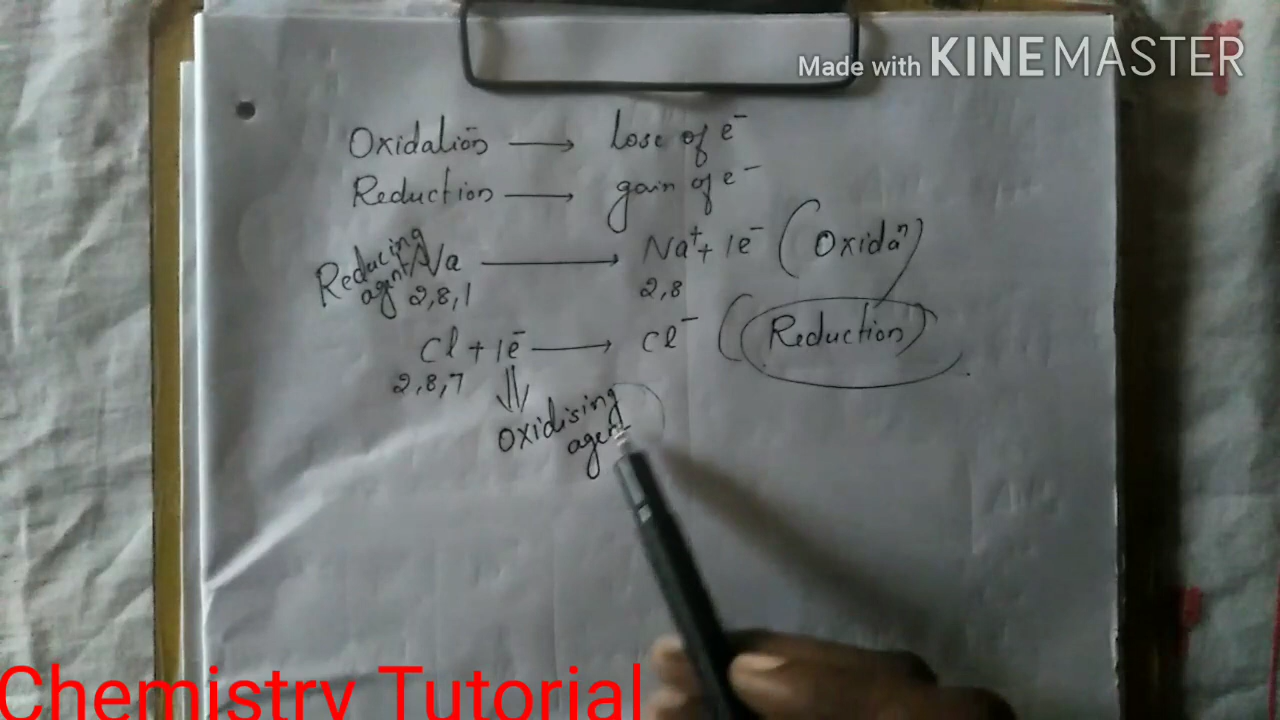 Made with KINEMASTER
Oxidation → lose of e⁻
Reduction → gain of e⁻
Reducing agent Na → Na⁺ + 1e⁻ (Oxidaⁿ)
2,8,1 2,8
Cl + 1e⁻ → Cl⁻ (Reduction)
2,8,7
Oxidising
agent
Chemistry Tutorial